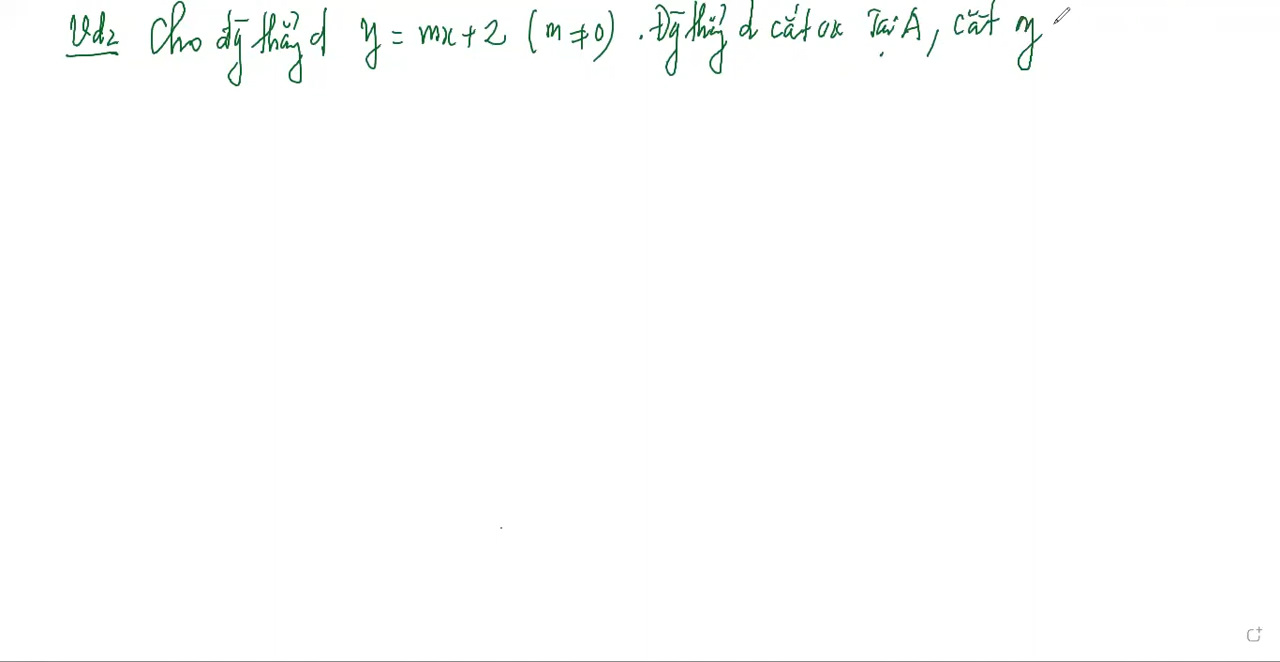 Vd2 Cho đg thẳng d y = mx + 2 (m ≠ 0). Đg thẳng d cắt ox Tại A, cắt oy